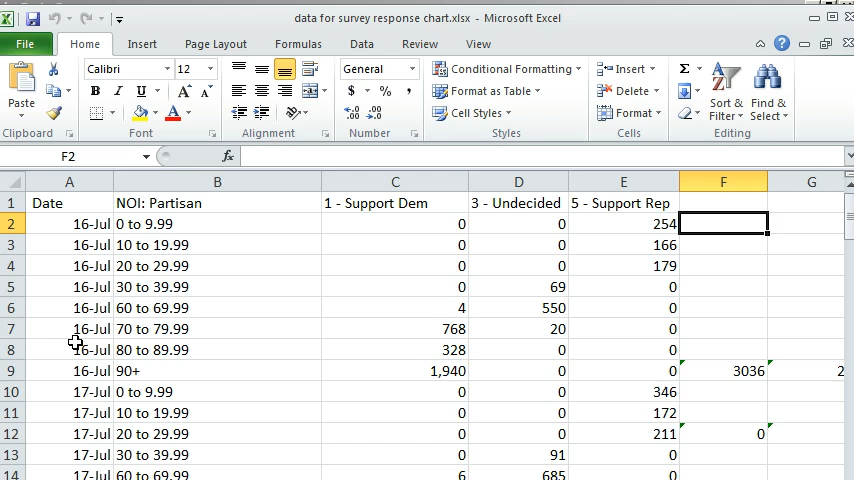 data for survey response chart.xlsx - Microsoft Excel
File Home Insert Page Layout Formulas Data Review View
Calibri 12 General Conditional Formatting Insert Σ
Paste B I U A A $ % , Format as Table Delete Sort & Filter Find & Select
A Cell Styles Format
Clipboard Font Alignment Number Styles Cells Editing
F2 fx
A B C D E F G
1 Date NOI: Partisan 1 - Support Dem 3 - Undecided 5 - Support Rep
2 16-Jul 0 to 9.99 0 0 254
3 16-Jul 10 to 19.99 0 0 166
4 16-Jul 20 to 29.99 0 0 179
5 16-Jul 30 to 39.99 0 69 0
6 16-Jul 60 to 69.99 4 550 0
7 16-Jul 70 to 79.99 768 20 0
8 16-Jul 80 to 89.99 328 0 0
9 16-Jul 90+ 1,940 0 0 3036 2
10 17-Jul 0 to 9.99 0 0 346
11 17-Jul 10 to 19.99 0 0 172
12 17-Jul 20 to 29.99 0 0 211 0
13 17-Jul 30 to 39.99 0 91 0
14 17-Jul 60 to 69.99 6 685 0